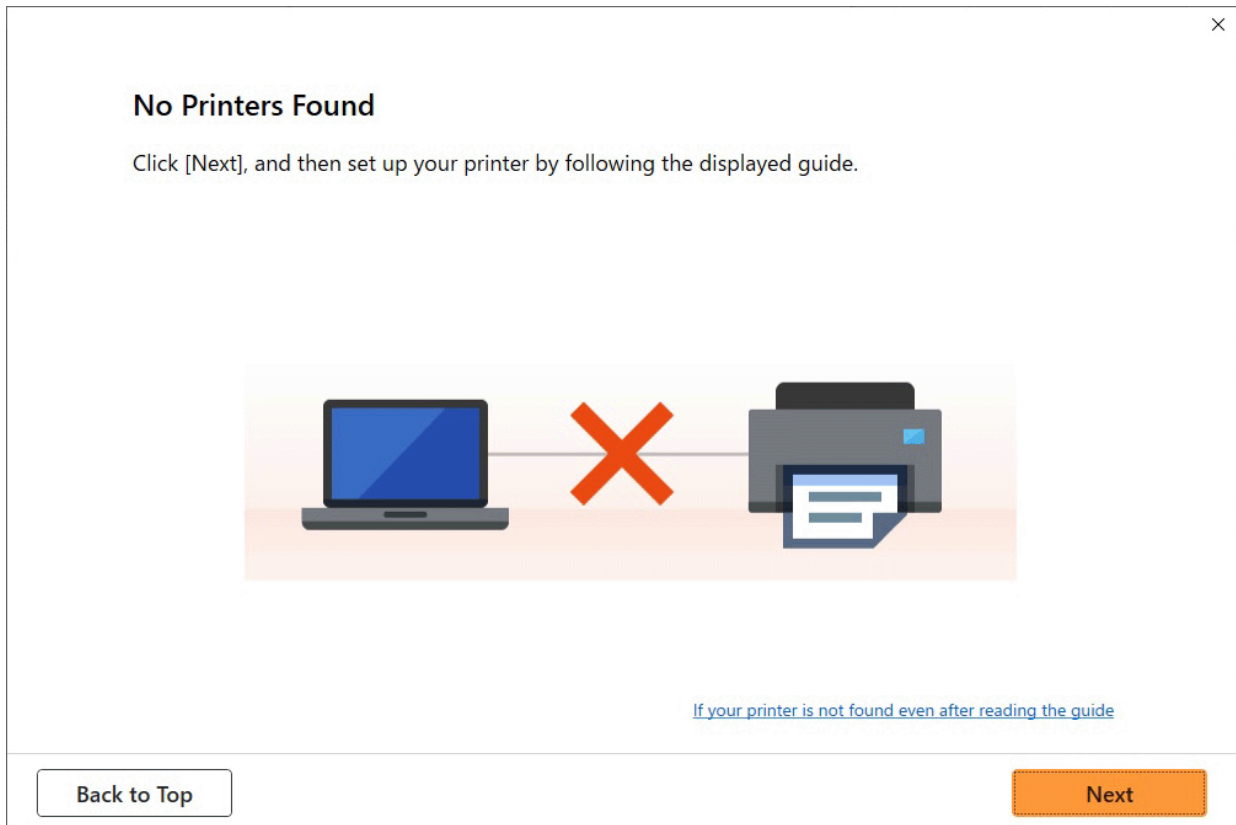 No Printers Found
Click [Next], and then set up your printer by following the displayed guide.
If your printer is not found even after reading the guide
Back to Top
Next